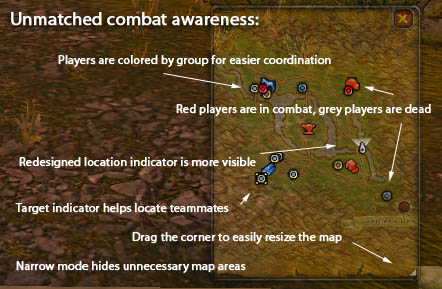 Unmatched combat awareness:
Players are colored by group for easier coordination
Red players are in combat, grey players are dead
Redesigned location indicator is more visible
Target indicator helps locate teammates
Drag the corner to easily resize the map
Narrow mode hides unnecessary map areas